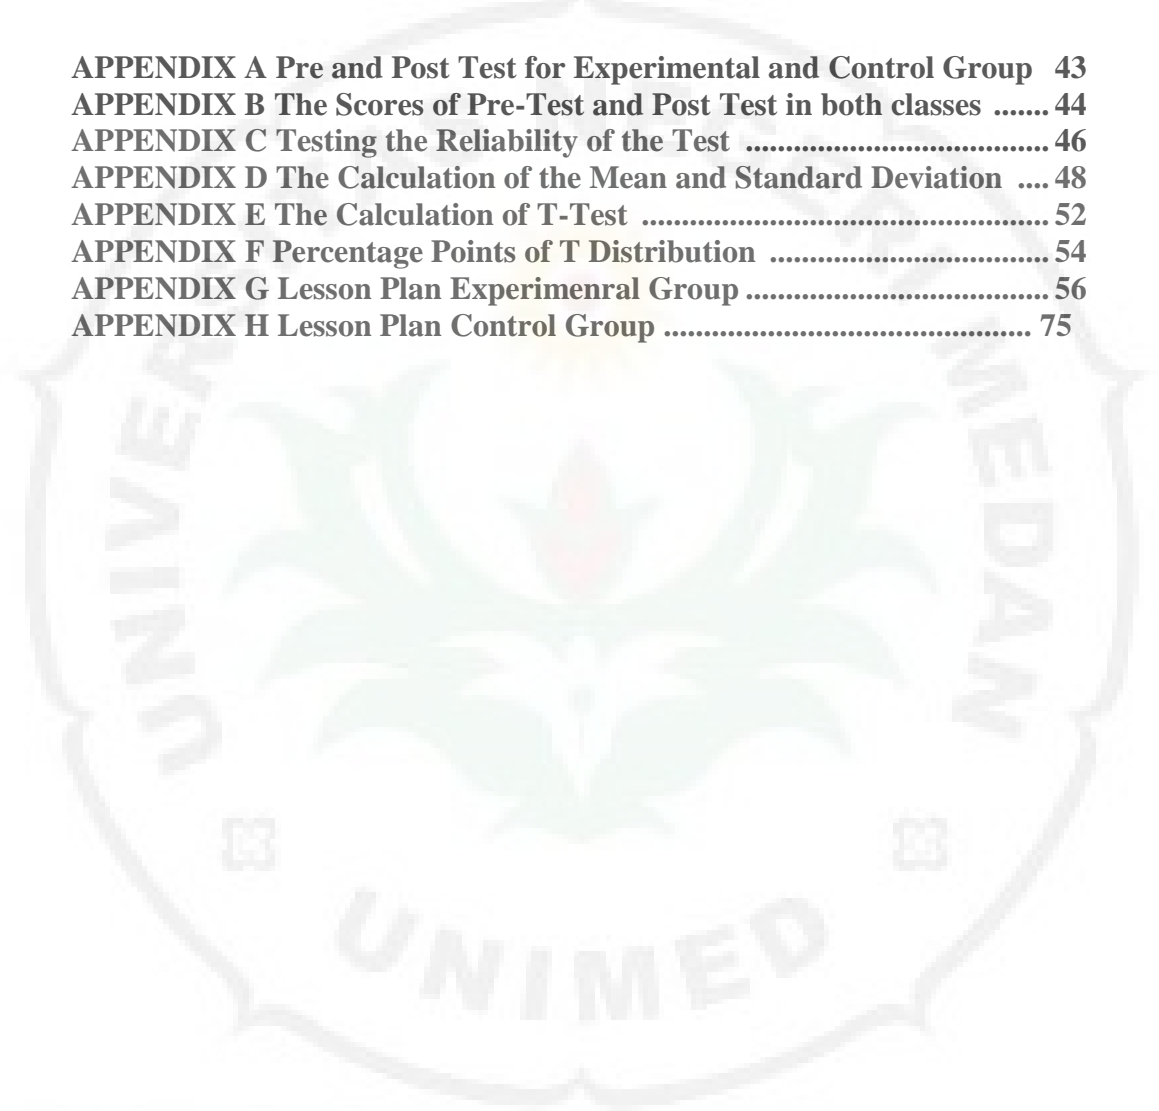 APPENDIX A Pre and Post Test for Experimental and Control Group 43
APPENDIX B The Scores of Pre-Test and Post Test in both classes ....... 44
APPENDIX C Testing the Reliability of the Test ...................................... 46
APPENDIX D The Calculation of the Mean and Standard Deviation .... 48
APPENDIX E The Calculation of T-Test ................................................... 52
APPENDIX F Percentage Points of T Distribution ................................... 54
APPENDIX G Lesson Plan Experimenral Group ...................................... 56
APPENDIX H Lesson Plan Control Group .............................................. 75
UNIVERSITAS NEGERI MEDAN
UNIMED